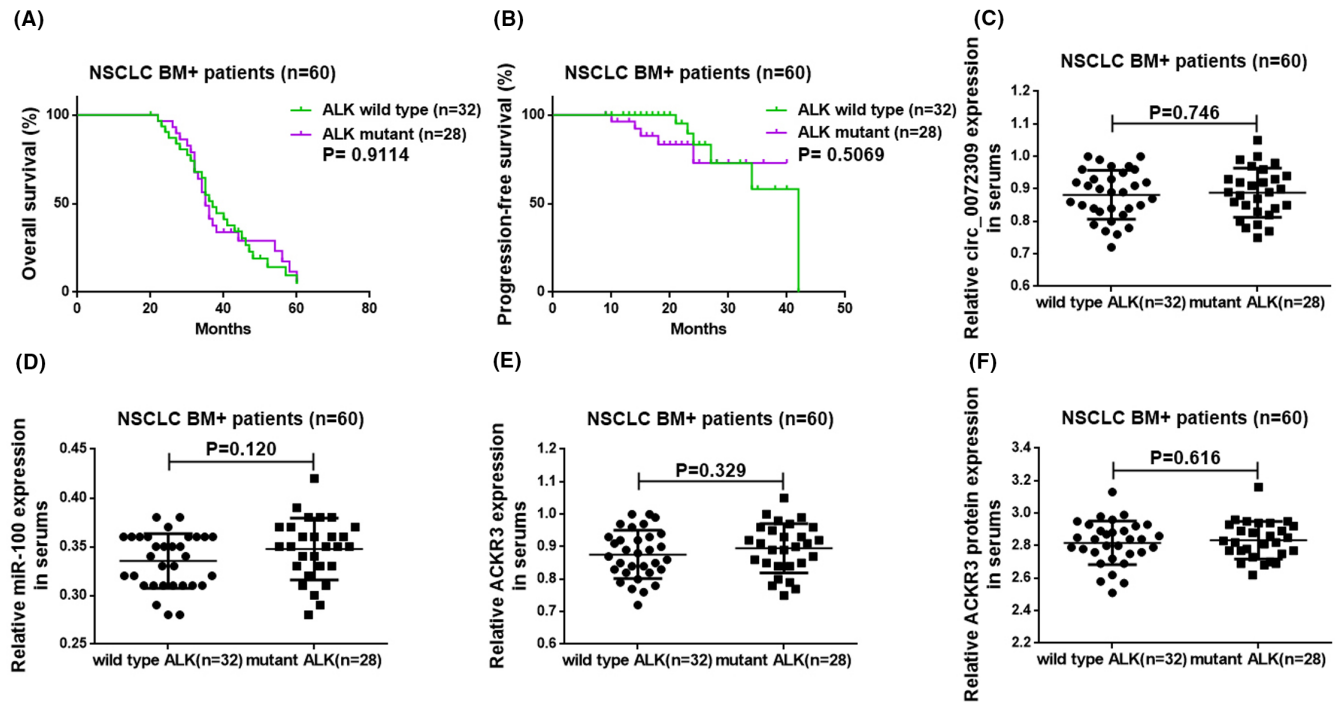 (A)
NSCLC BM+ patients (n=60)
Overall survival (%)
100
50
0
0 20 40 60 80
Months
ALK wild type (n=32)
ALK mutant (n=28)
P= 0.9114
(B)
NSCLC BM+ patients (n=60)
Progression-free survival (%)
100
50
0
0 10 20 30 40 50
Months
ALK wild type (n=32)
ALK mutant (n=28)
P= 0.5069
(C)
NSCLC BM+ patients (n=60)
Relative circ_0072309 expression
in serums
1.2
1.1
1.0
0.9
0.8
0.7
0.6
P=0.746
wild type ALK(n=32) mutant ALK(n=28)
(D)
NSCLC BM+ patients (n=60)
Relative miR-100 expression
in serums
0.45
0.40
0.35
0.30
0.25
P=0.120
wild type ALK(n=32) mutant ALK(n=28)
(E)
NSCLC BM+ patients (n=60)
Relative ACKR3 expression
in serums
1.2
1.1
1.0
0.9
0.8
0.7
0.6
P=0.329
wild type ALK(n=32) mutant ALK(n=28)
(F)
NSCLC BM+ patients (n=60)
Relative ACKR3 protein expression
in serums
3.4
3.2
3.0
2.8
2.6
2.4
2.2
P=0.616
wild type ALK(n=32) mutant ALK(n=28)